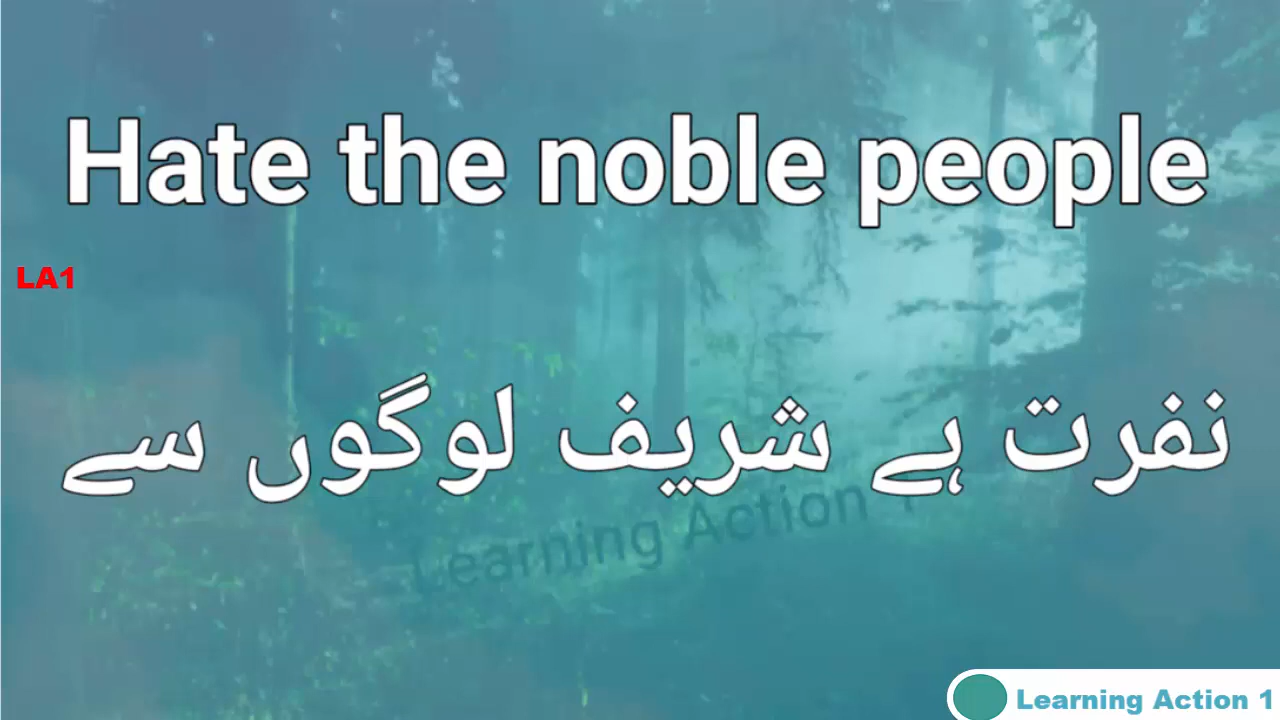 Hate the noble people
LA1
نفرت ہے شریف لوگوں سے
Learning Action 1
Learning Action 1